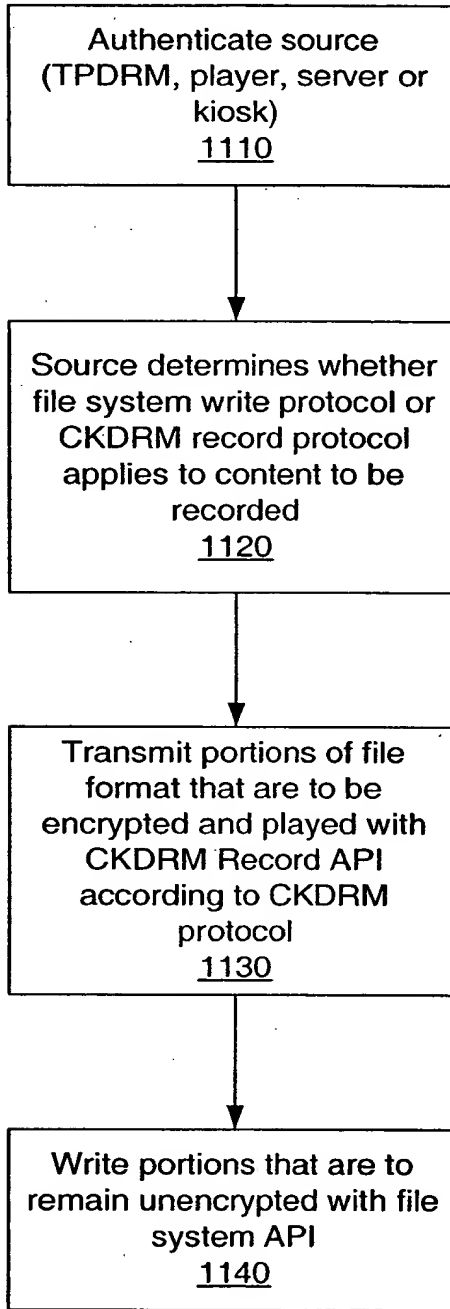 Authenticate source
(TPDRM, player, server or
kiosk)
1110
Source determines whether
file system write protocol or
CKDRM record protocol
applies to content to be
recorded
1120
Transmit portions of file
format that are to be
encrypted and played with
CKDRM Record API
according to CKDRM
protocol
1130
Write portions that are to
remain unencrypted with file
system API
1140